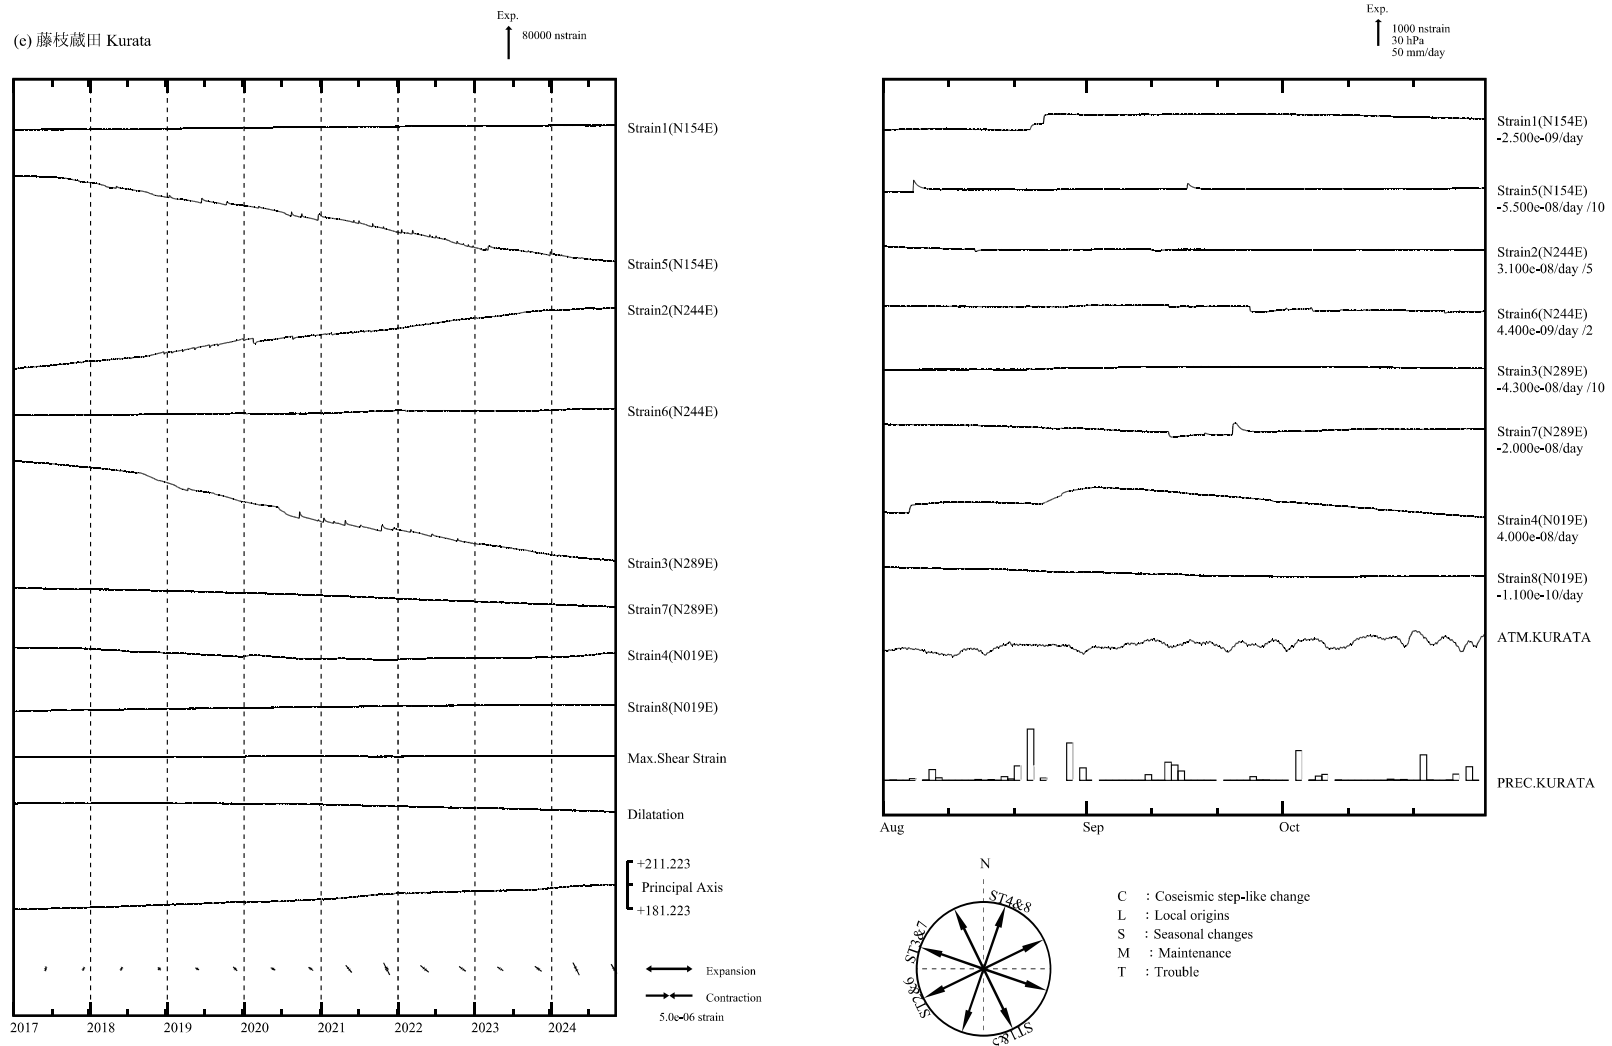 (e) 藤枝蔵田 Kurata
Exp.
80000 nstrain
Strain1(N154E)
Strain5(N154E)
Strain2(N244E)
Strain6(N244E)
Strain3(N289E)
Strain7(N289E)
Strain4(N019E)
Strain8(N019E)
Max.Shear Strain
Dilatation
+211.223
Principal Axis
+181.223
Expansion
Contraction
5.0e-06 strain
2017 2018 2019 2020 2021 2022 2023 2024
Exp.
1000 nstrain
30 hPa
50 mm/day
Strain1(N154E)
-2.500e-09/day
Strain5(N154E)
-5.500e-08/day /10
Strain2(N244E)
3.100e-08/day /5
Strain6(N244E)
4.400e-09/day /2
Strain3(N289E)
-4.300e-08/day /10
Strain7(N289E)
-2.000e-08/day
Strain4(N019E)
4.000e-08/day
Strain8(N019E)
-1.100e-10/day
ATM.KURATA
PREC.KURATA
Aug Sep Oct
N
ST4&8
ST3&7
ST2&6
ST1&5
C : Coseismic step-like change
L : Local origins
S : Seasonal changes
M : Maintenance
T : Trouble